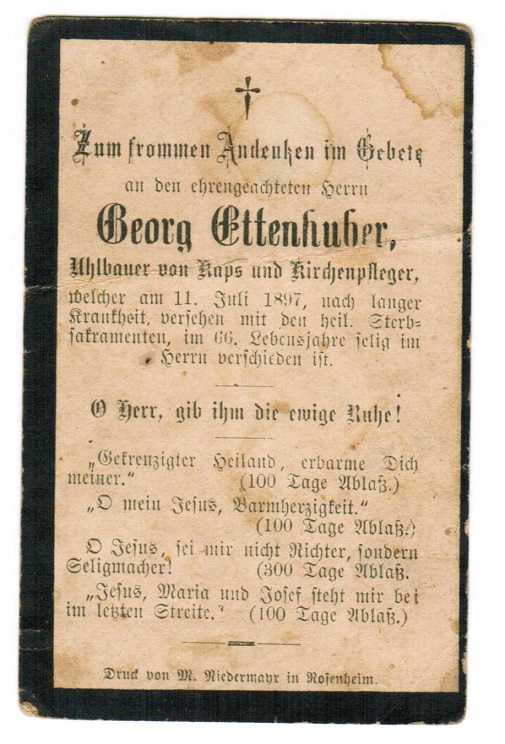 Zum frommen Andenken im Gebete
an den ehrengeachteten Herrn
Georg Ettenhuber,
Uhlbauer von Kaps und Kirchenpfleger,
welcher am 11. Juli 1897, nach langer
Krankheit, versehen mit den heil. Sterb-
sakramenten, im 66. Lebensjahre selig im
Herrn verschieden ist.
O Herr, gib ihm die ewige Ruhe!
„Gekreuzigter Heiland, erbarme Dich
meiner.“ (100 Tage Ablaß.)
„O mein Jesus, Barmherzigkeit.“
(100 Tage Ablaß.)
O Jesus, sei mir nicht Richter, sondern
Seligmacher! (300 Tage Ablaß.
„Jesus, Maria und Josef steht mir bei
im letzten Streite.“ (100 Tage Ablaß.)
Druck von M. Niedermayr in Rosenheim.